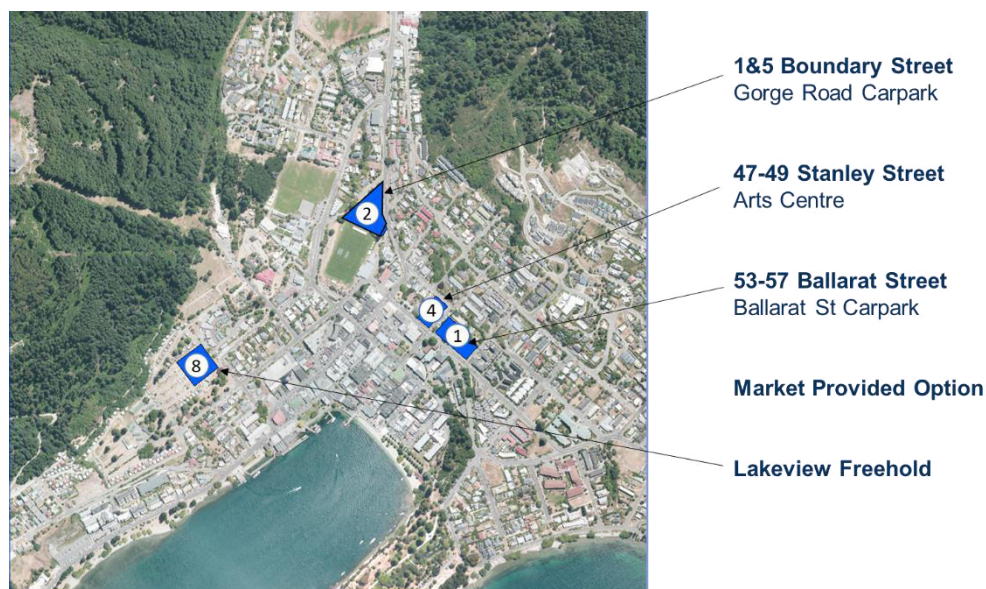 1&5 Boundary Street
Gorge Road Carpark
2
47-49 Stanley Street
Arts Centre
4
53-57 Ballarat Street
Ballarat St Carpark
1
Market Provided Option
8
Lakeview Freehold